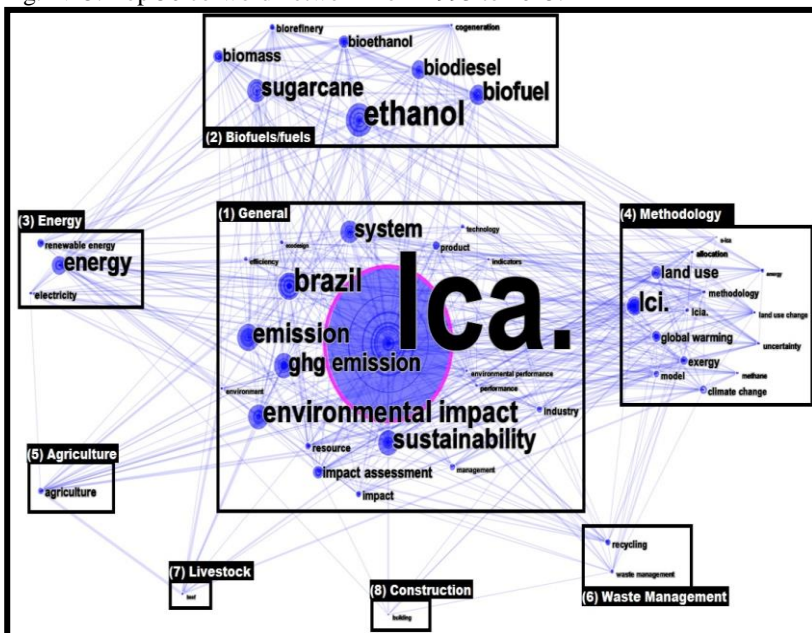 biorefinery
cogeneration
bioethanol
biomass
biodiesel
sugarcane
biofuel
ethanol
(2) Biofuels/fuels
(3) Energy
renewable energy
energy
electricity
(1) General
system
technology
ecodesign
product
efficiency
indicators
brazil
lca.
emission
ghg emission
environmental performance
performance
environment
environmental impact
industry
sustainability
resource
impact assessment
management
impact
(4) Methodology
allocation
land use
energy
methodology
lci.
lcia.
land use change
global warming
uncertainty
exergy
model
methane
climate change
(5) Agriculture
agriculture
(7) Livestock
beef
(8) Construction
building
recycling
waste management
(6) Waste Management